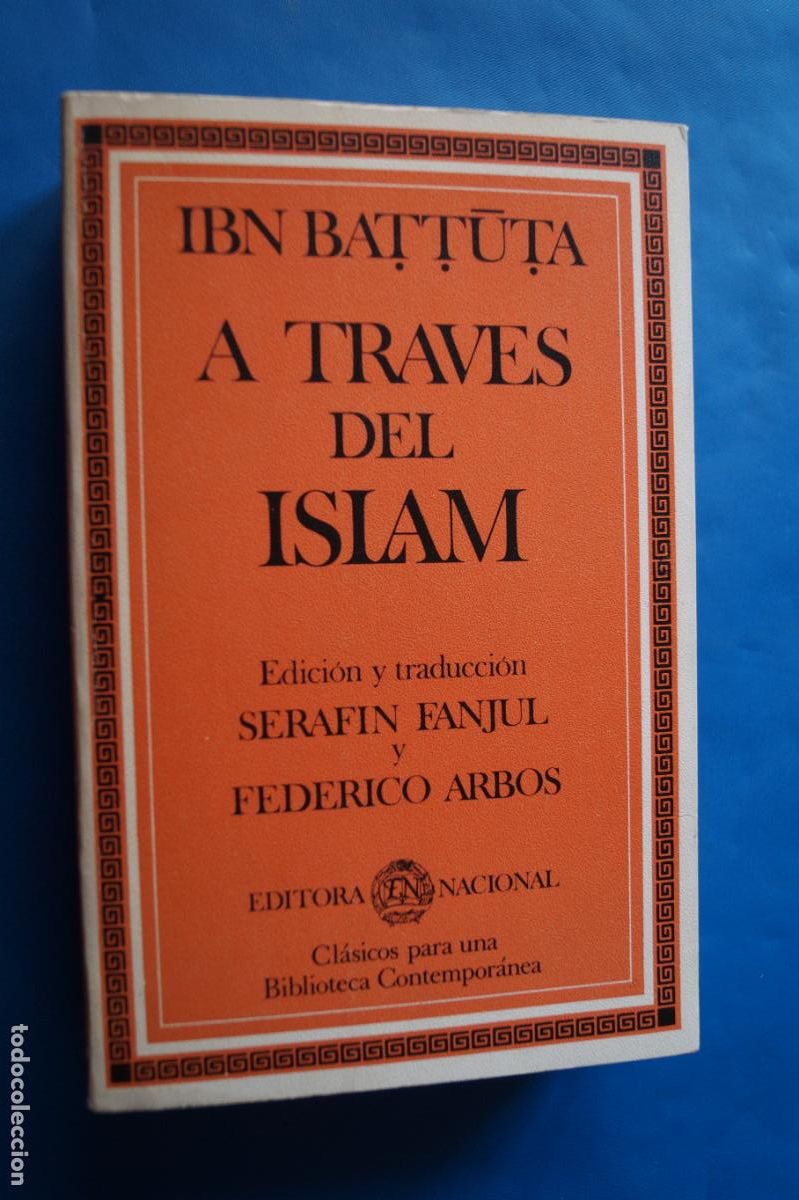 IBN BAṬṬŪṬA
A TRAVES
DEL
ISLAM
Edición y traducción
SERAFIN FANJUL
y
FEDERICO ARBOS
EDITORA EN NACIONAL
Clásicos para una
Biblioteca Contemporánea
todocoleccion